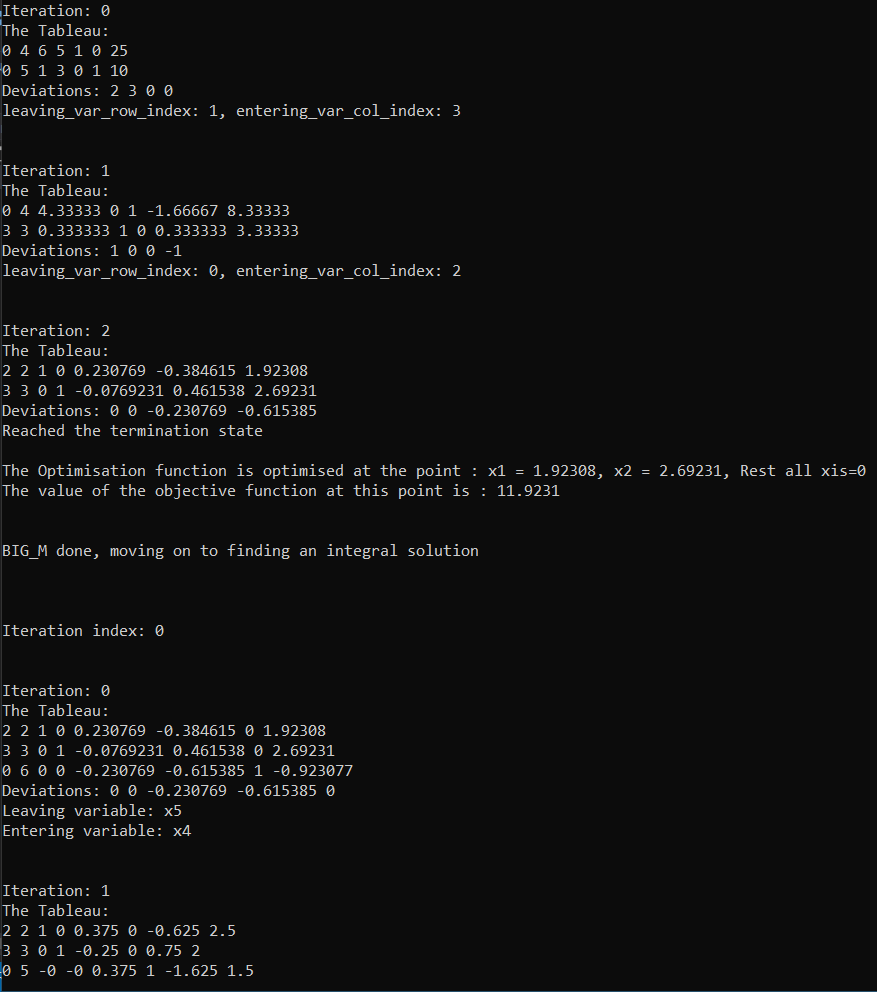 Iteration: 0
The Tableau:
0 4 6 5 1 0 25
0 5 1 3 0 1 10
Deviations: 2 3 0 0
leaving_var_row_index: 1, entering_var_col_index: 3
Iteration: 1
The Tableau:
0 4 4.33333 0 1 -1.66667 8.33333
3 3 0.333333 1 0 0.333333 3.33333
Deviations: 1 0 0 -1
leaving_var_row_index: 0, entering_var_col_index: 2
Iteration: 2
The Tableau:
2 2 1 0 0.230769 -0.384615 1.92308
3 3 0 1 -0.0769231 0.461538 2.69231
Deviations: 0 0 -0.230769 -0.615385
Reached the termination state
The Optimisation function is optimised at the point : x1 = 1.92308, x2 = 2.69231, Rest all xis=0
The value of the objective function at this point is : 11.9231
BIG_M done, moving on to finding an integral solution
Iteration index: 0
Iteration: 0
The Tableau:
2 2 1 0 0.230769 -0.384615 0 1.92308
3 3 0 1 -0.0769231 0.461538 0 2.69231
0 6 0 0 -0.230769 -0.615385 1 -0.923077
Deviations: 0 0 -0.230769 -0.615385 0
Leaving variable: x5
Entering variable: x4
Iteration: 1
The Tableau:
2 2 1 0 0.375 0 -0.625 2.5
3 3 0 1 -0.25 0 0.75 2
0 5 -0 -0 0.375 1 -1.625 1.5